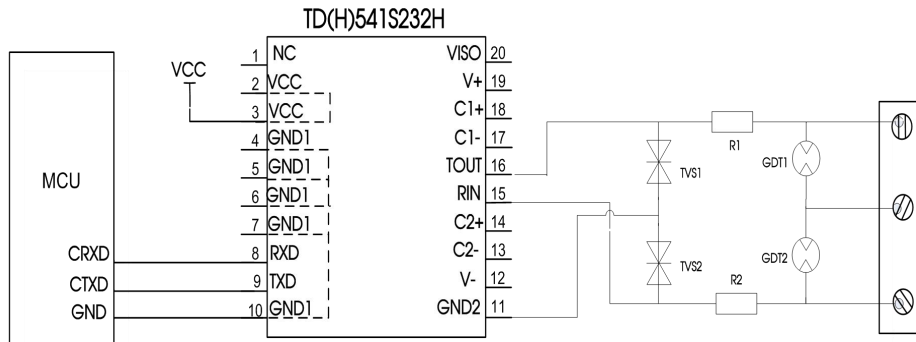 TD(H)541S232H
MCU
CRXD
CTXD
GND
VCC
1 NC
2 VCC
3 VCC
4 GND1
5 GND1
6 GND1
7 GND1
8 RXD
9 TXD
10 GND1
VISO 20
V+ 19
C1+ 18
C1- 17
TOUT 16
RIN 15
C2+ 14
C2- 13
V- 12
GND2 11
TVS1
TVS2
R1
R2
GDT1
GDT2